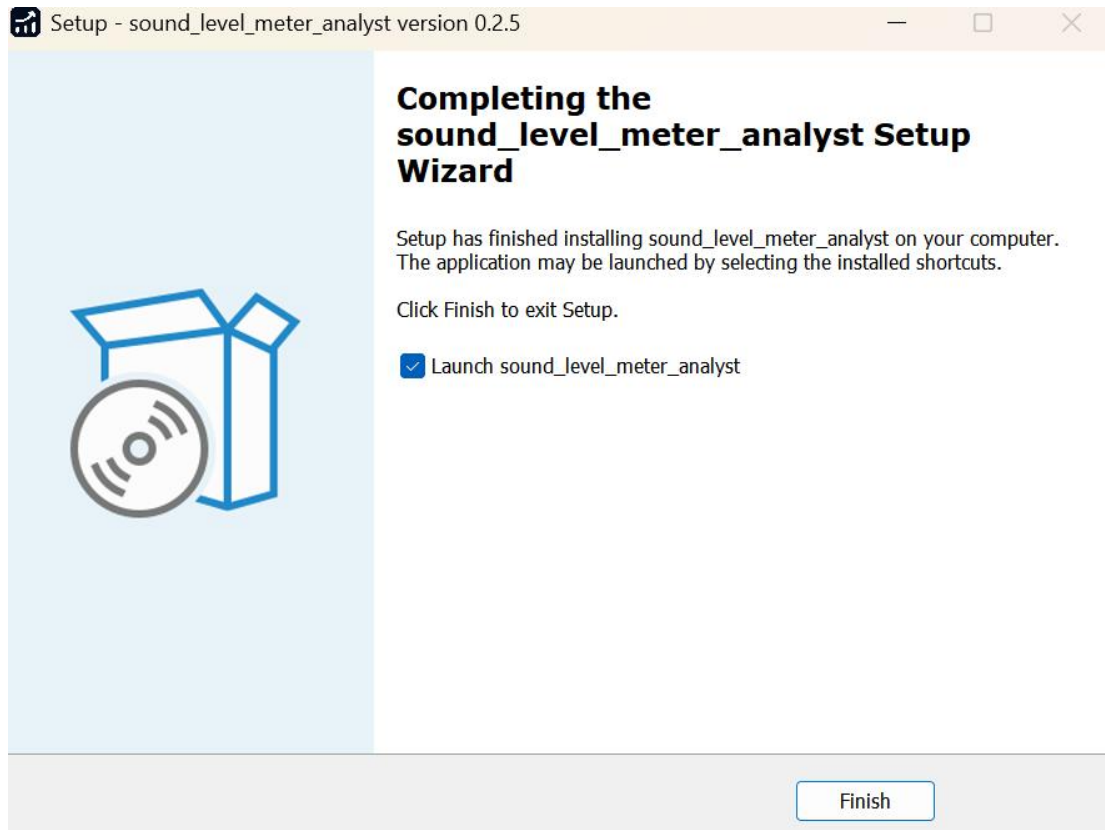 Setup - sound_level_meter_analyst version 0.2.5
Completing the
sound_level_meter_analyst Setup
Wizard
Setup has finished installing sound_level_meter_analyst on your computer.
The application may be launched by selecting the installed shortcuts.
Click Finish to exit Setup.
Launch sound_level_meter_analyst
Finish